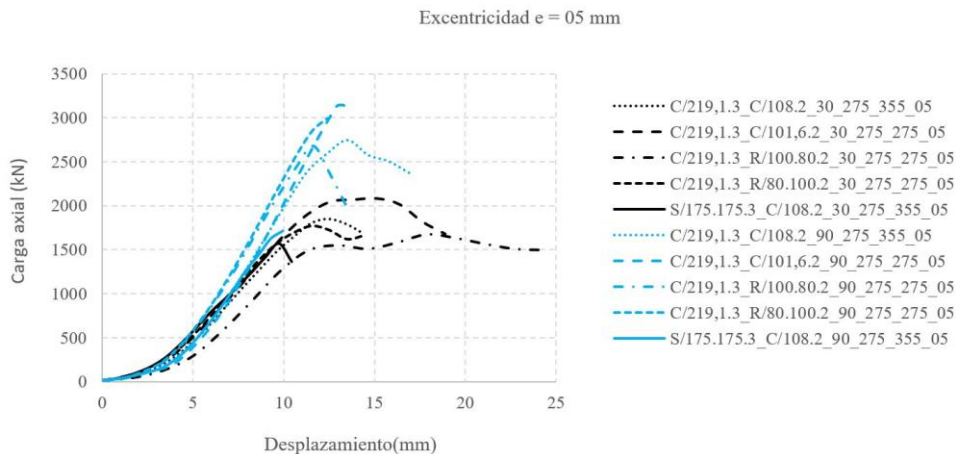 Excentricidad e = 05 mm
3500
3000
2500
2000
1500
1000
500
0
Carga axial (kN)
0 5 10 15 20 25
Desplazamiento(mm)
C/219,1.3_C/108.2_30_275_355_05
C/219,1.3_C/101,6.2_30_275_275_05
C/219,1.3_R/100.80.2_30_275_275_05
C/219,1.3_R/80.100.2_30_275_275_05
S/175.175.3_C/108.2_30_275_355_05
C/219,1.3_C/108.2_90_275_355_05
C/219,1.3_C/101,6.2_90_275_275_05
C/219,1.3_R/100.80.2_90_275_275_05
C/219,1.3_R/80.100.2_90_275_275_05
S/175.175.3_C/108.2_90_275_355_05